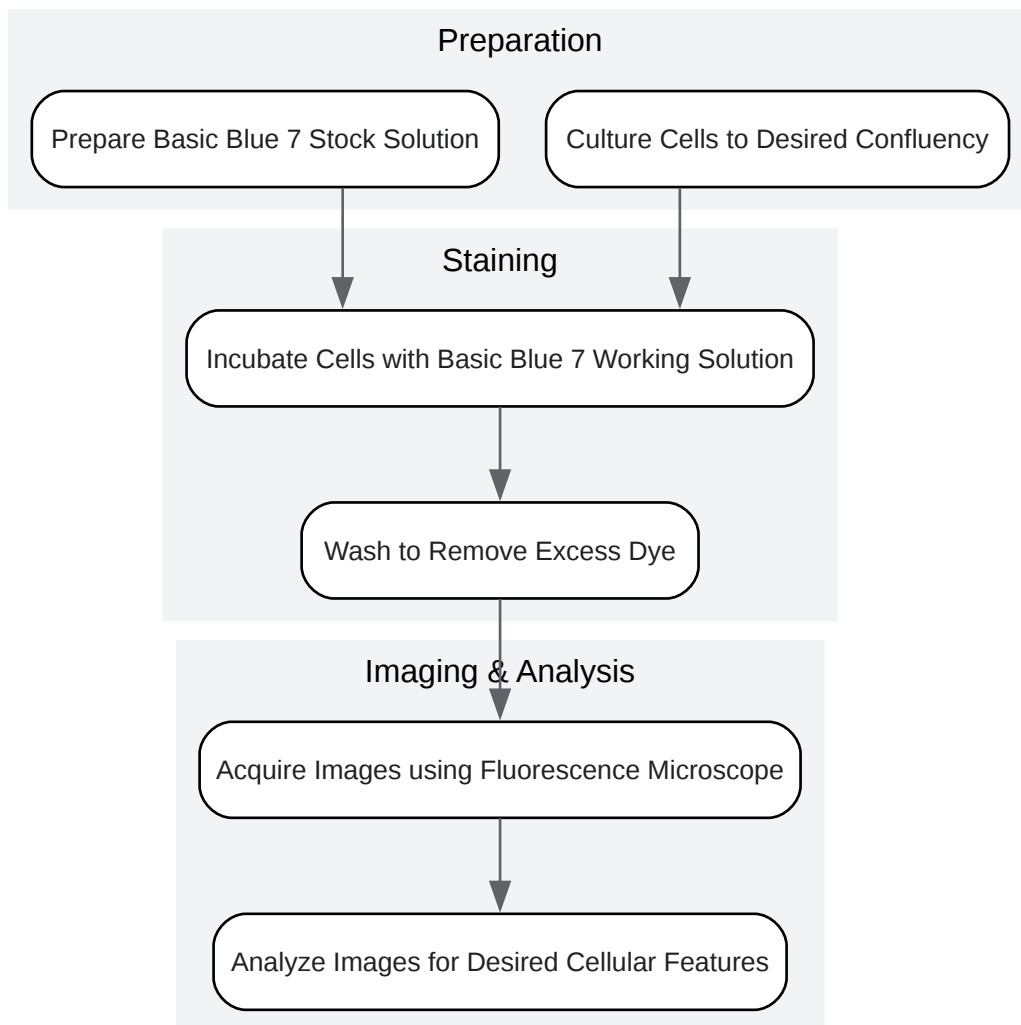 Preparation
Prepare Basic Blue 7 Stock Solution
Culture Cells to Desired Confluency
Staining
Incubate Cells with Basic Blue 7 Working Solution
Wash to Remove Excess Dye
Imaging & Analysis
Acquire Images using Fluorescence Microscope
Analyze Images for Desired Cellular Features